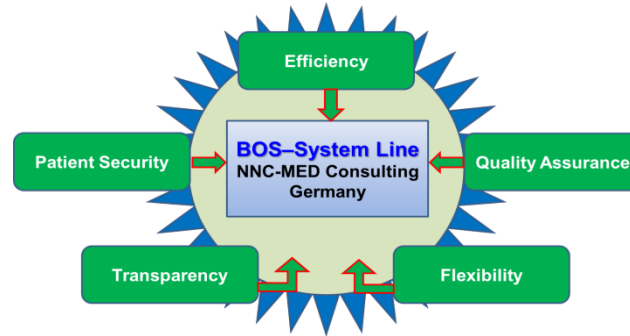 Efficiency
BOS–System Line
NNC-MED Consulting
Germany
Patient Security
Quality Assurance
Transparency
Flexibility